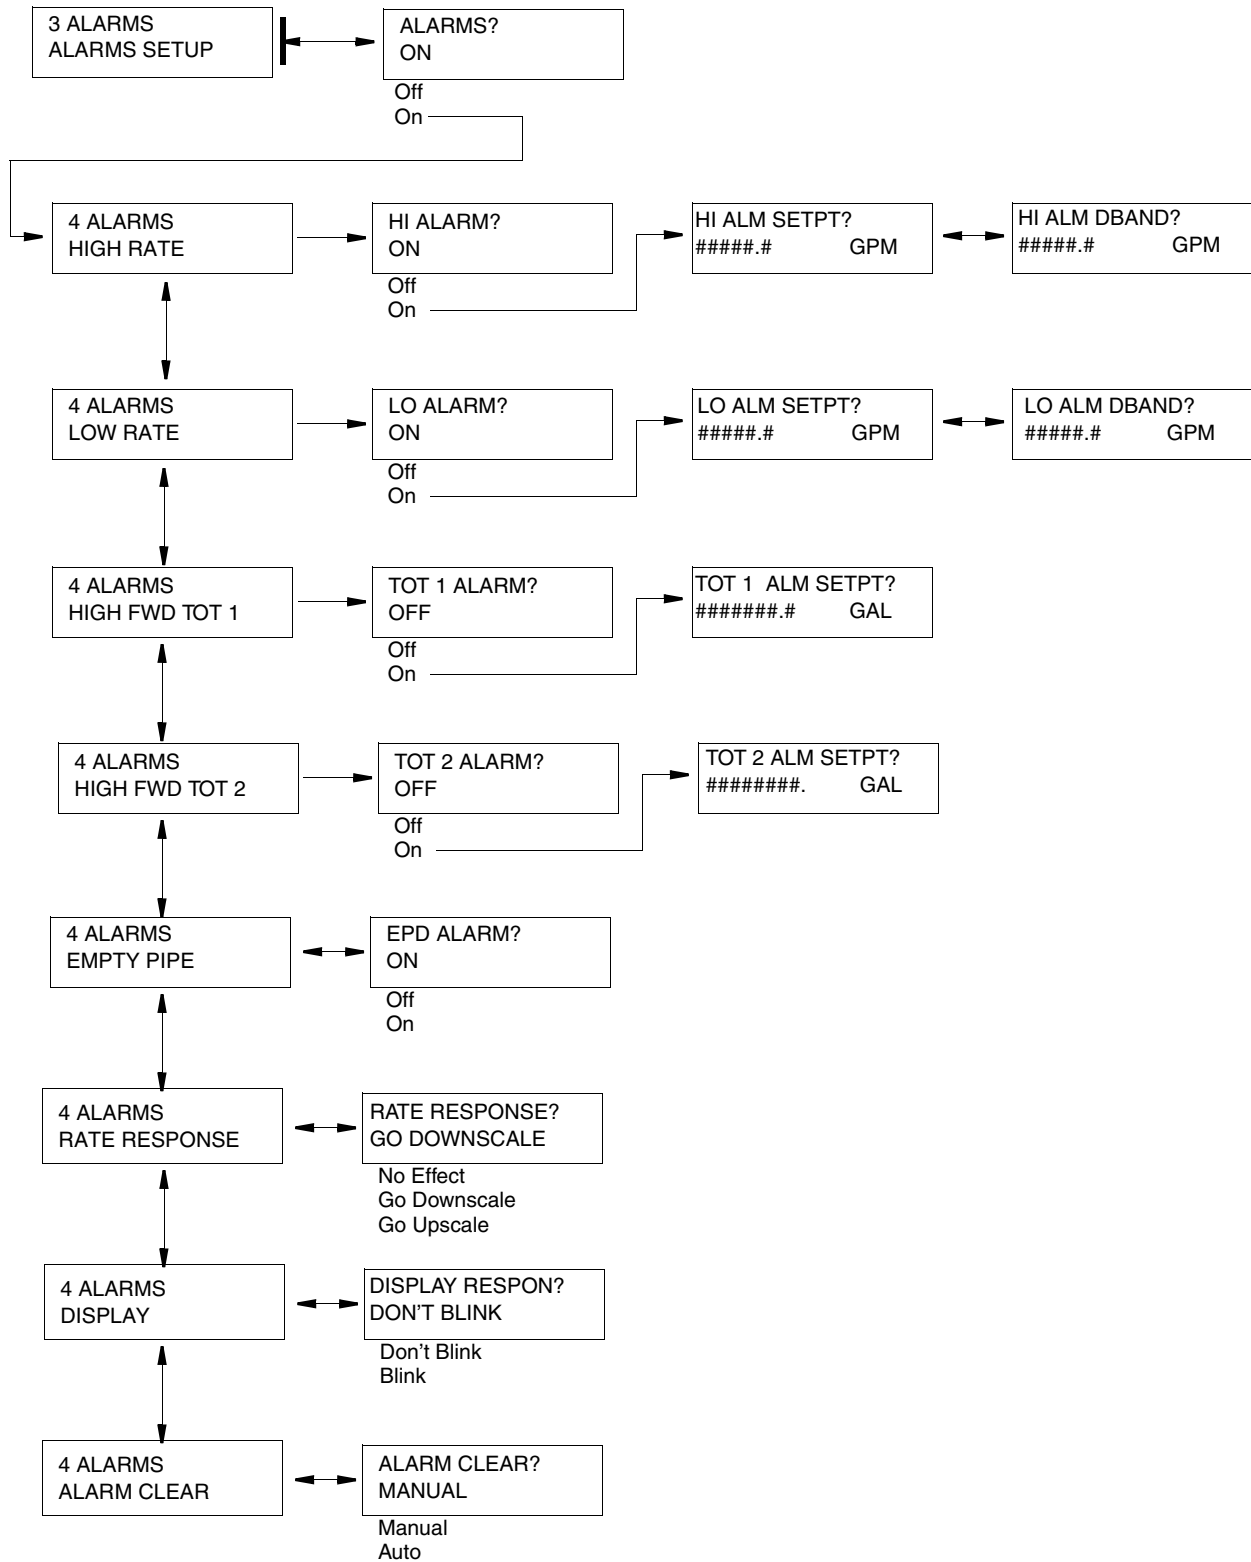 3 ALARMS
ALARMS SETUP
ALARMS?
ON
Off
On
4 ALARMS
HIGH RATE
HI ALARM?
ON
Off
On
HI ALM SETPT?
#####.# GPM
HI ALM DBAND?
#####.# GPM
4 ALARMS
LOW RATE
LO ALARM?
ON
Off
On
LO ALM SETPT?
#####.# GPM
LO ALM DBAND?
#####.# GPM
4 ALARMS
HIGH FWD TOT 1
TOT 1 ALARM?
OFF
Off
On
TOT 1 ALM SETPT?
#######.# GAL
4 ALARMS
HIGH FWD TOT 2
TOT 2 ALARM?
OFF
Off
On
TOT 2 ALM SETPT?
########. GAL
4 ALARMS
EMPTY PIPE
EPD ALARM?
ON
Off
On
4 ALARMS
RATE RESPONSE
RATE RESPONSE?
GO DOWNSCALE
No Effect
Go Downscale
Go Upscale
4 ALARMS
DISPLAY
DISPLAY RESPON?
DON'T BLINK
Don't Blink
Blink
4 ALARMS
ALARM CLEAR
ALARM CLEAR?
MANUAL
Manual
Auto